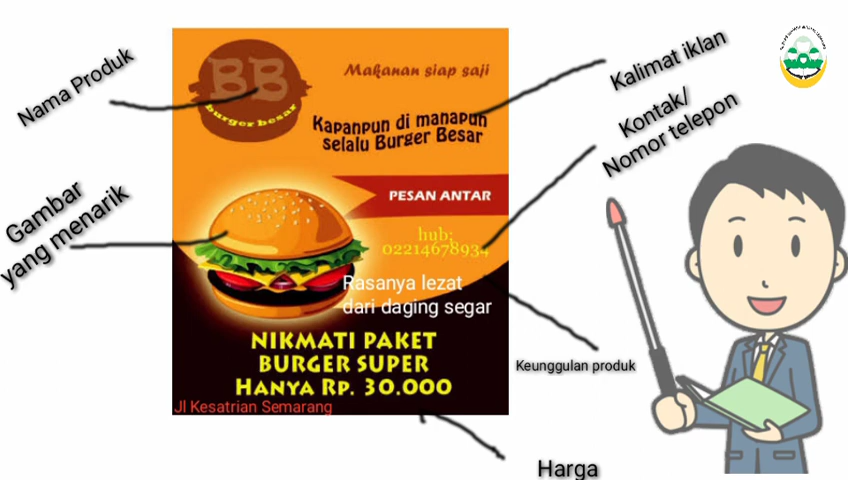 Nama Produk
Gambar
yang menarik
BB
burger besar
Makanan siap saji
Kapanpun di manapun
selalu Burger Besar
PESAN ANTAR
hub:
02214678934
Rasanya lezat
dari daging segar
NIKMATI PAKET
BURGER SUPER
HANYA RP. 30.000
Jl Kesatrian Semarang
Kalimat iklan
Kontak/
Nomor telepon
Keunggulan produk
Harga